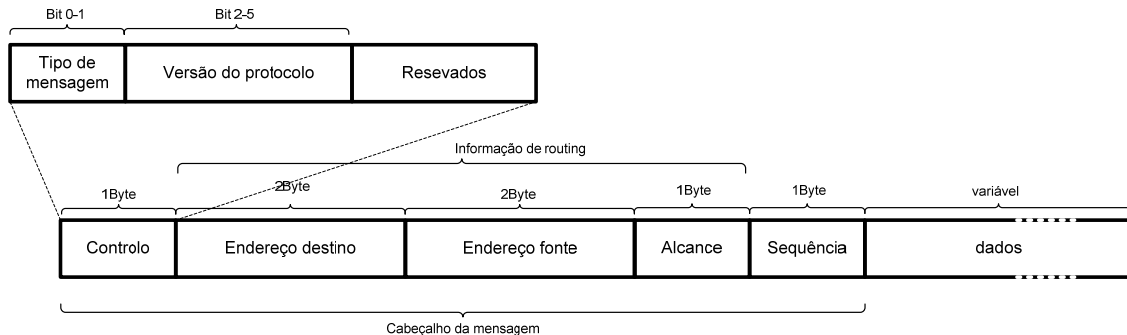 Bit 0-1
Bit 2-5
Tipo de
mensagem
Versão do protocolo
Resevados
Informação de routing
1Byte
2Byte
2Byte
1Byte
1Byte
variável
Controlo
Endereço destino
Endereço fonte
Alcance
Sequência
dados
Cabeçalho da mensagem